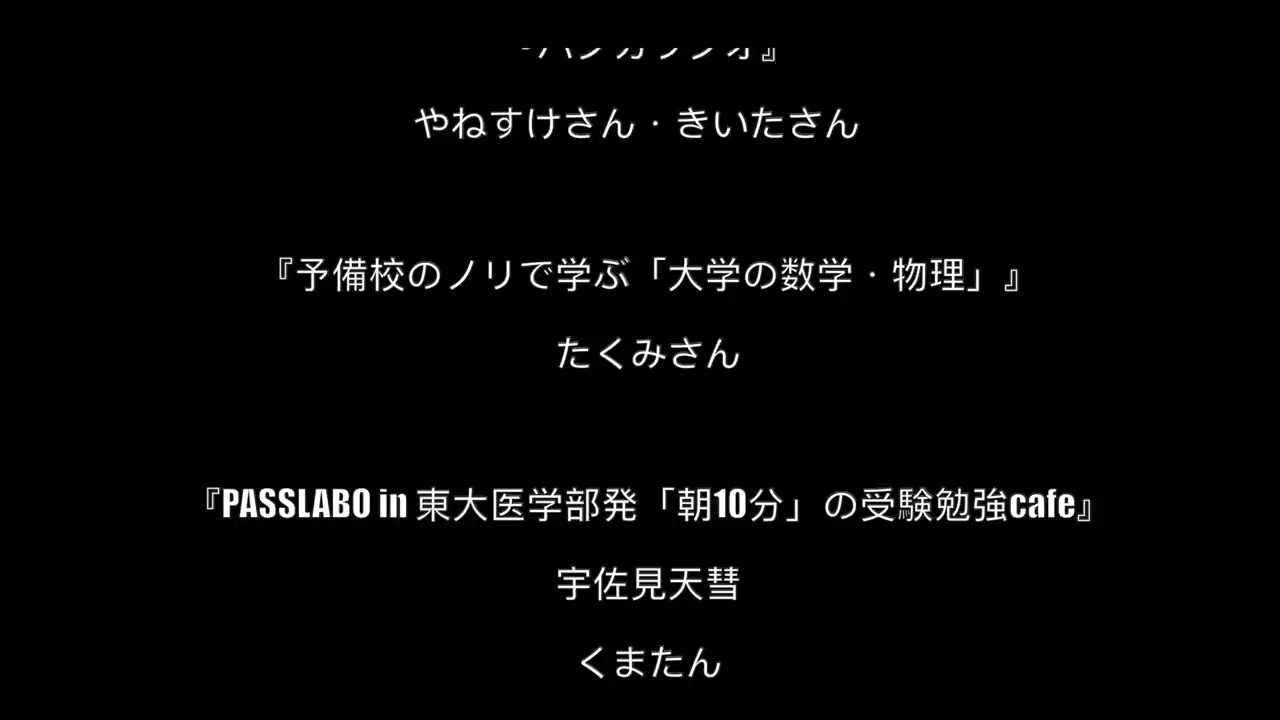 やねすけさん・きいたさん
『予備校のノリで学ぶ「大学の数学・物理」』
たくみさん
『PASSLABO in 東大医学部発「朝10分」の受験勉強cafe』
宇佐見天彗
くまたん